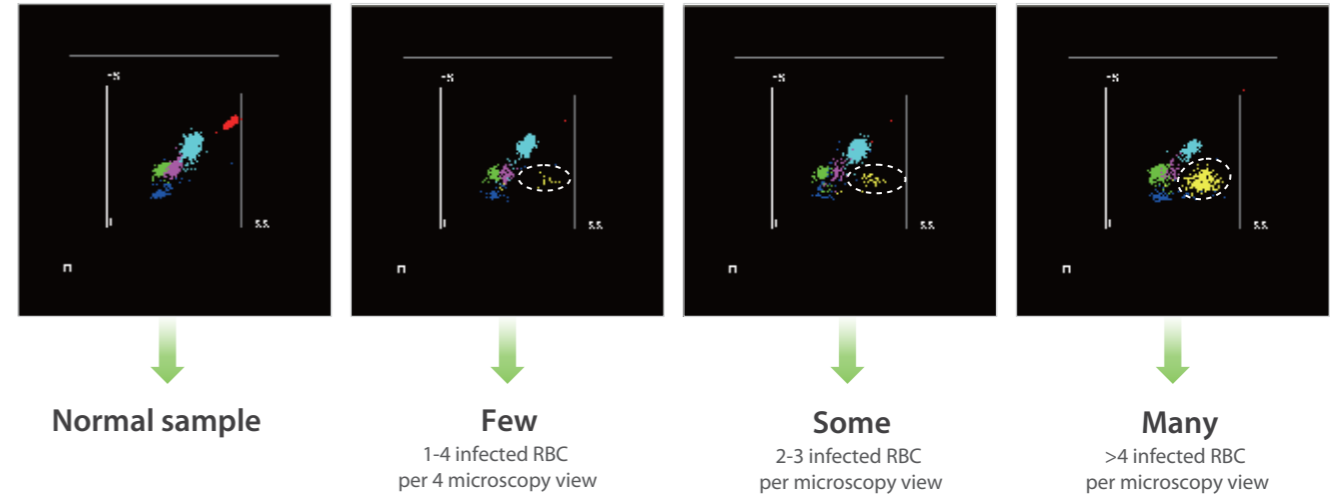 Normal sample
Few
1-4 infected RBC
per 4 microscopy view
Some
2-3 infected RBC
per microscopy view
Many
>4 infected RBC
per microscopy view